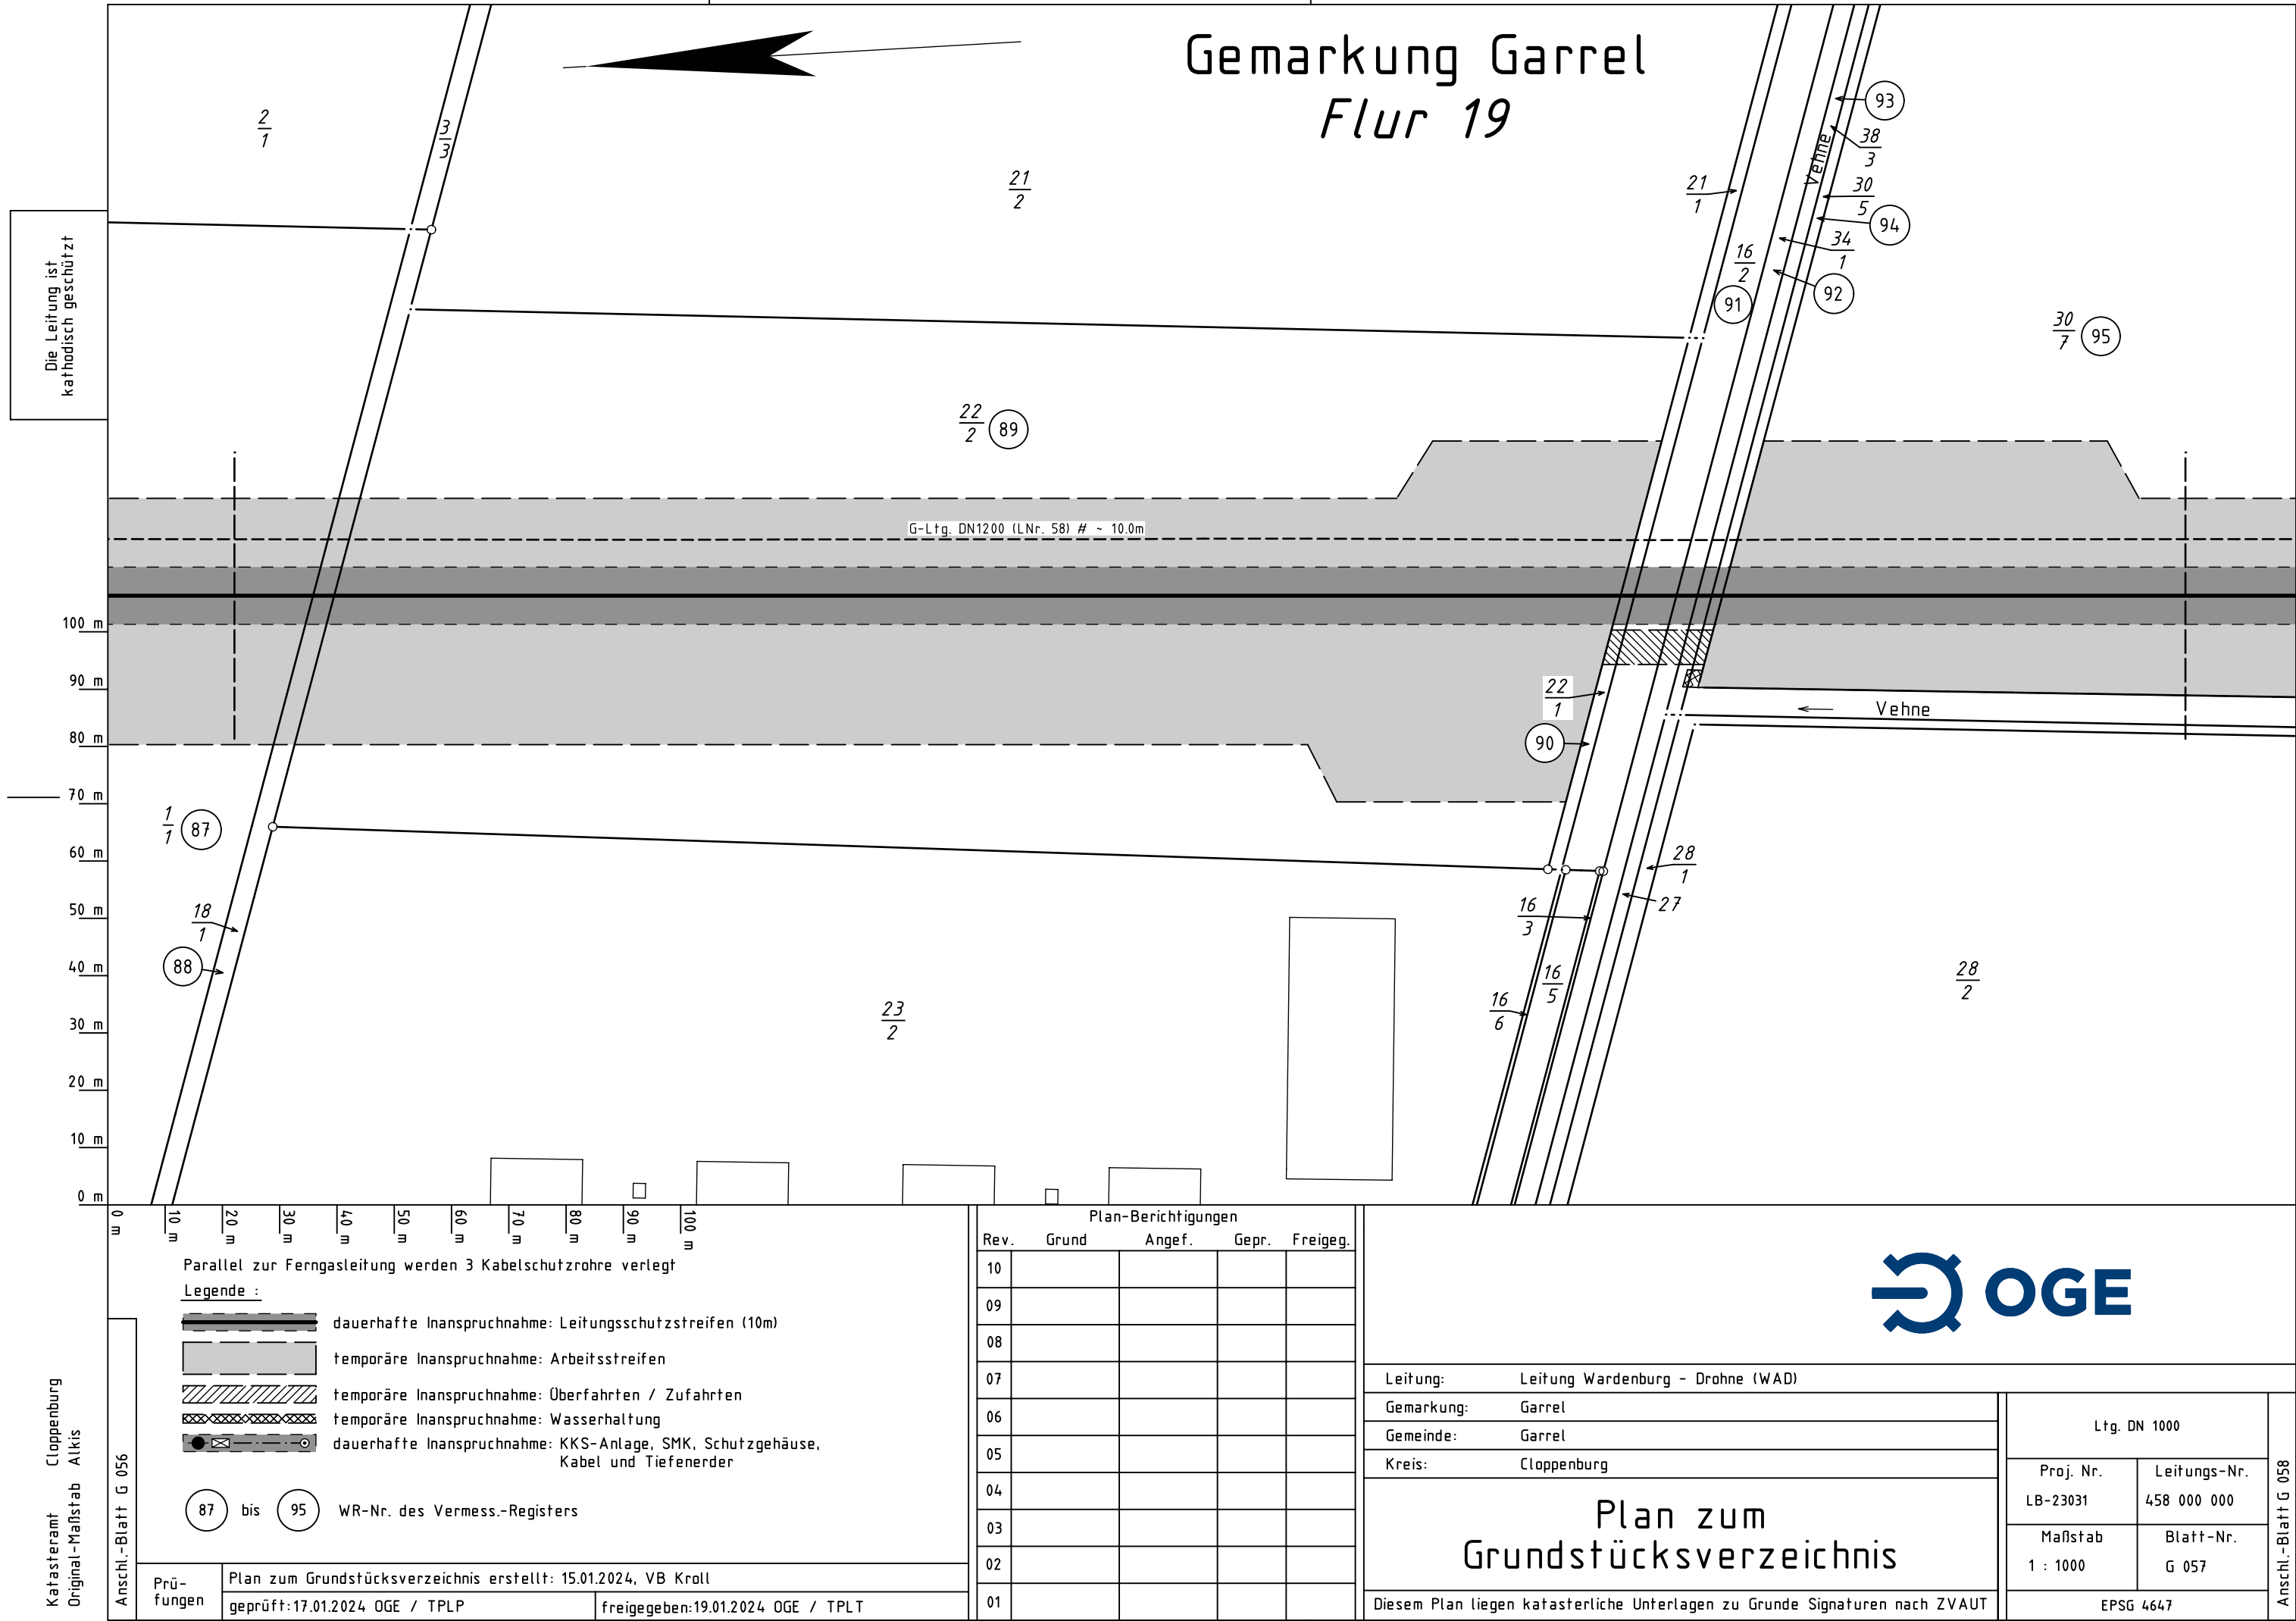 Gemarkung Garrel
Flur 19
2
1
3
3
21
2
21
1
Vehne
93
38
3
30
5
94
34
1
16
2
92
91
30
7
95
Die Leitung ist
kathodisch geschützt
22
2
89
G-Ltg. DN1200 (LNr. 58) # ~ 10.0m
100 m
90 m
80 m
70 m
60 m
50 m
40 m
30 m
20 m
10 m
0 m
22
1
90
Vehne
1
1
87
18
1
88
28
1
27
16
3
16
5
16
6
23
2
28
2
0 m
10 m
20 m
30 m
40 m
50 m
60 m
70 m
80 m
90 m
100 m
Parallel zur Ferngasleitung werden 3 Kabelschutzrohre verlegt
Legende :
dauerhafte Inanspruchnahme: Leitungsschutzstreifen (10m)
temporäre Inanspruchnahme: Arbeitsstreifen
temporäre Inanspruchnahme: Überfahrten / Zufahrten
temporäre Inanspruchnahme: Wasserhaltung
dauerhafte Inanspruchnahme: KKS-Anlage, SMK, Schutzgehäuse,
Kabel und Tiefenerder
87 bis 95 WR-Nr. des Vermess.-Registers
Katasteramt Cloppenburg
Original-Maßstab Alkis
Anschl.-Blatt G 056
Prü-
fungen
Plan zum Grundstücksverzeichnis erstellt: 15.01.2024, VB Kroll
geprüft:17.01.2024 OGE / TPLP
freigegeben:19.01.2024 OGE / TPLT
Plan-Berichtigungen
Rev. Grund Angef. Gepr. Freigeg.
10
09
08
07
06
05
04
03
02
01
OGE
Leitung: Leitung Wardenburg - Drohne (WAD)
Gemarkung: Garrel
Gemeinde: Garrel
Kreis: Cloppenburg
Plan zum
Grundstücksverzeichnis
Diesem Plan liegen katasterliche Unterlagen zu Grunde Signaturen nach ZVAUT
Ltg. DN 1000
Proj. Nr. Leitungs-Nr.
LB-23031 458 000 000
Maßstab Blatt-Nr.
1 : 1000 G 057
EPSG 4647
Anschl.-Blatt G 058